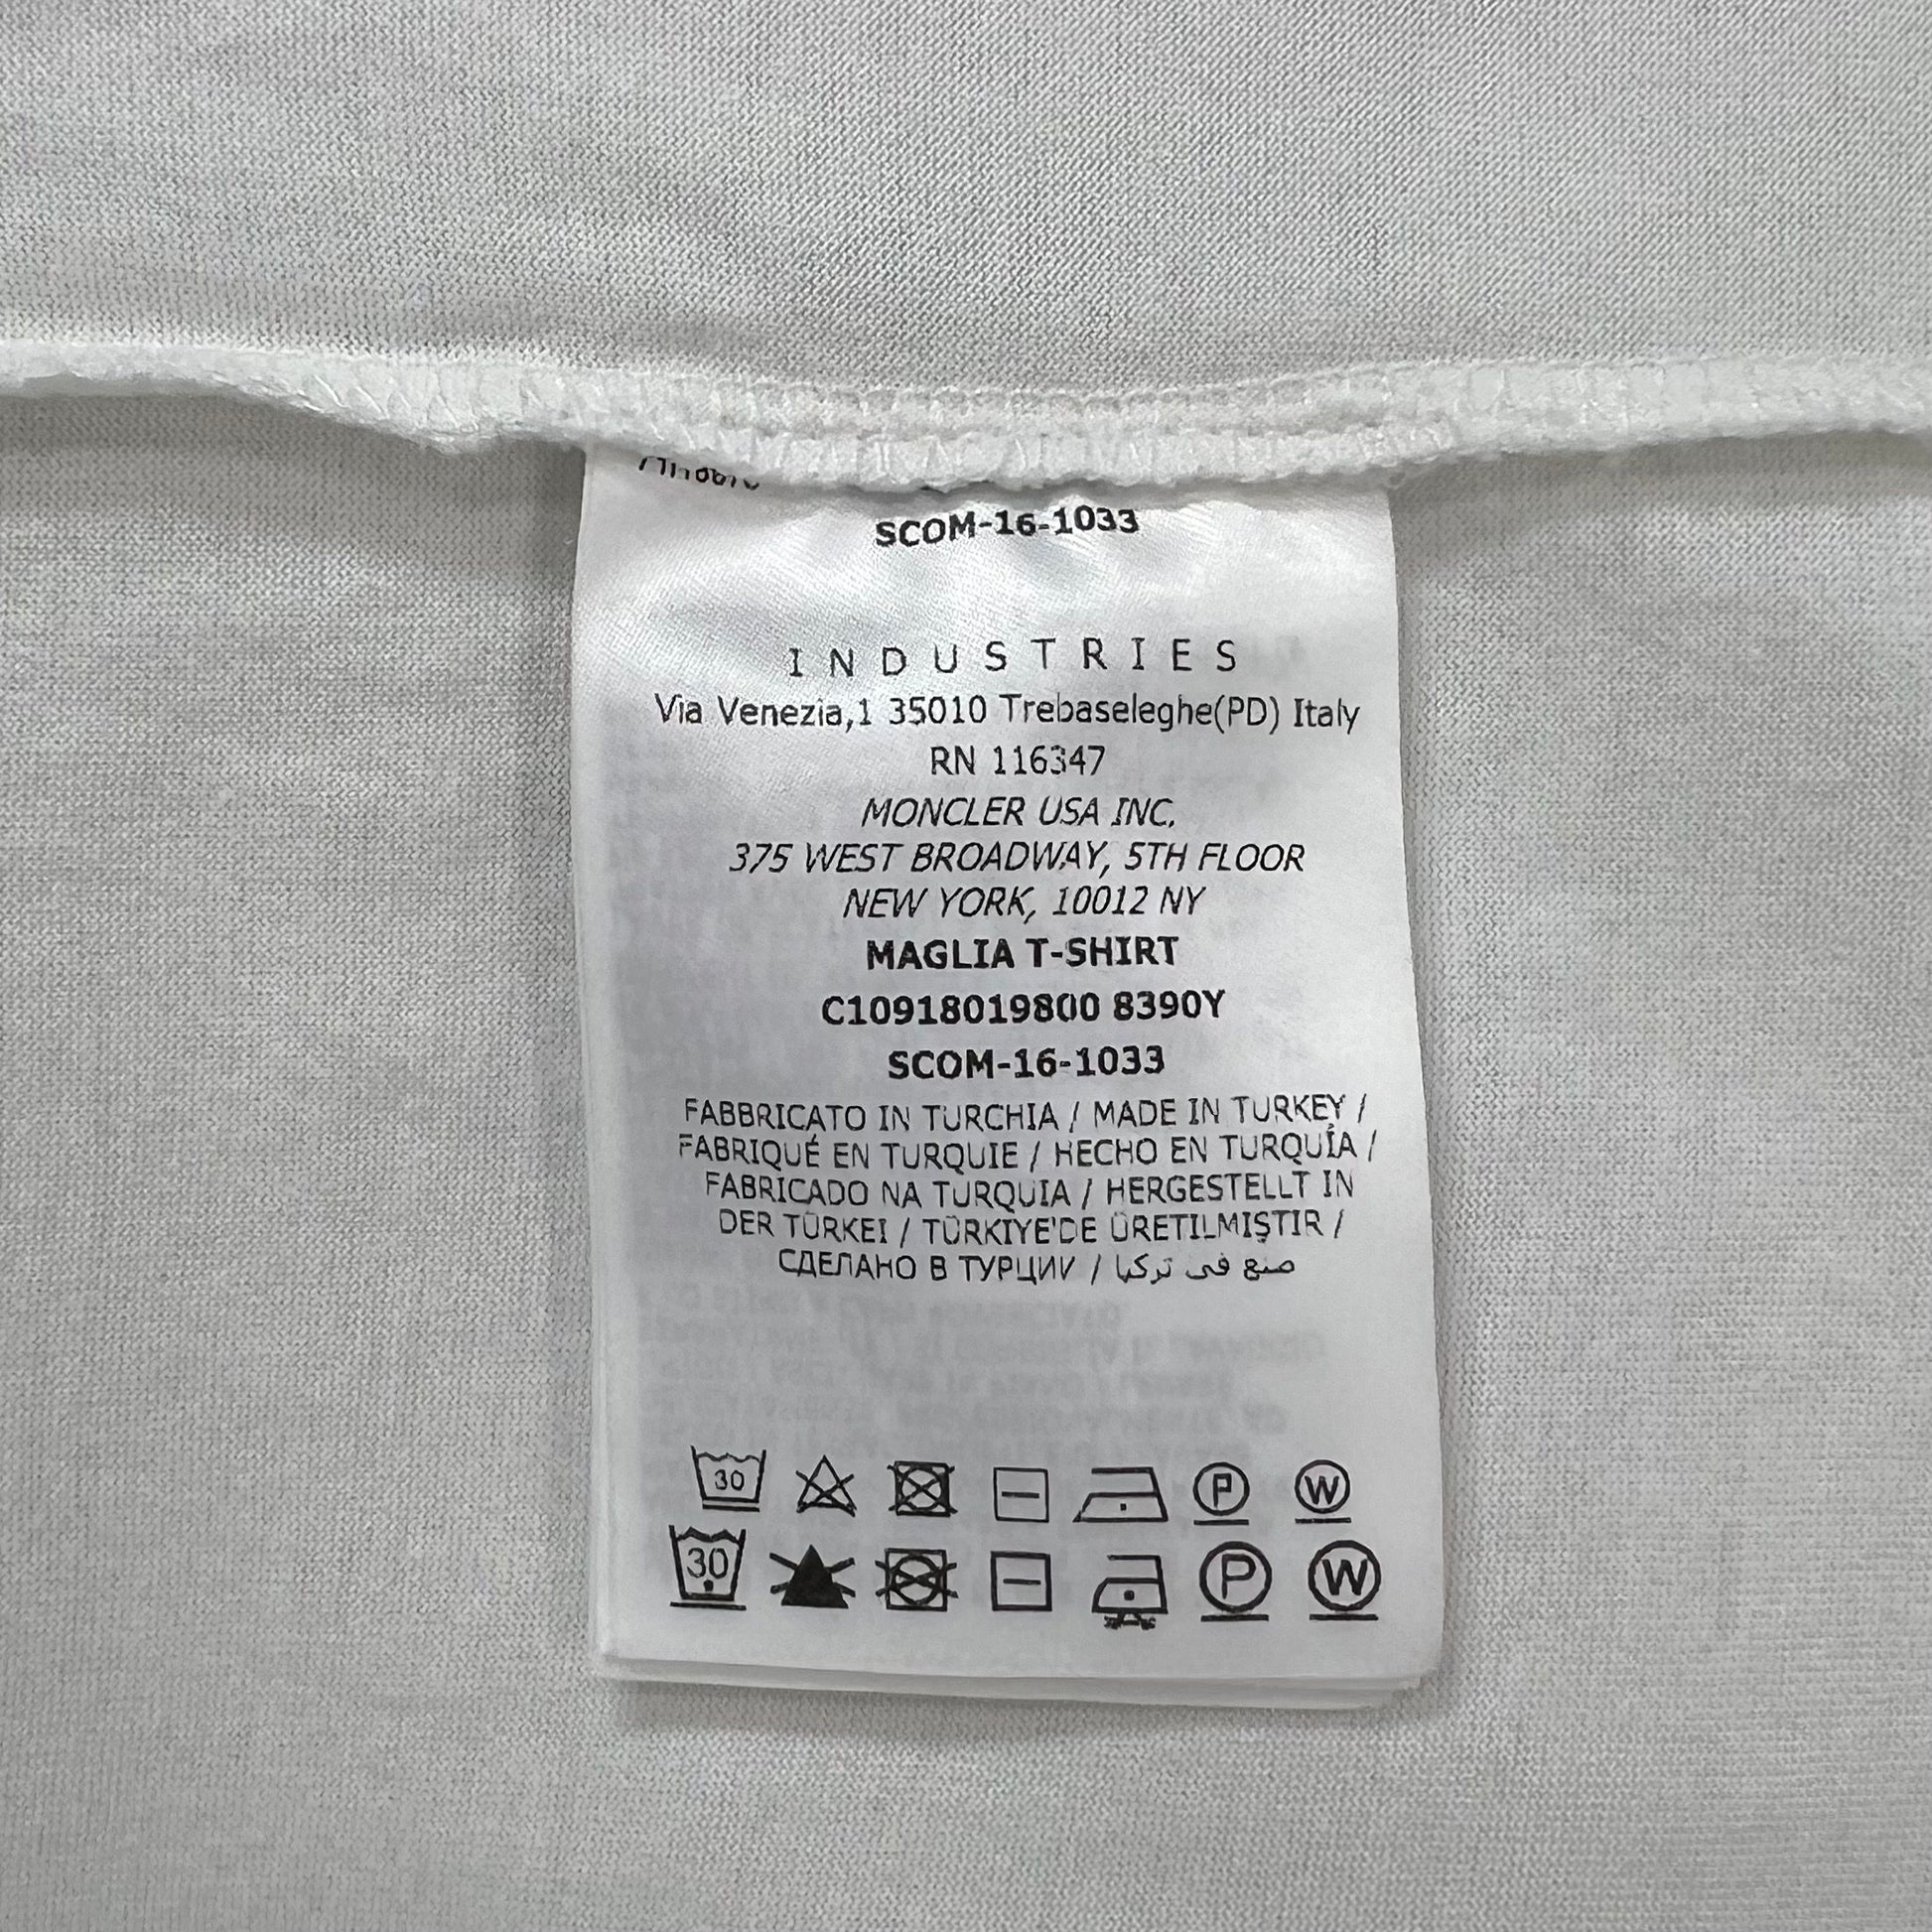 SCOM-16-1033
INDUSTRIES
Via Venezia,1 35010 Trebaseleghe(PD) Italy
RN 116347
MONCLER USA INC.
375 WEST BROADWAY, 5TH FLOOR
NEW YORK, 10012 NY
MAGLIA T-SHIRT
C10918019800 8390Y
SCOM-16-1033
FABBRICATO IN TURCHIA / MADE IN TURKEY /
FABRIQUÉ EN TURQUIE / HECHO EN TURQUÍA /
FABRICADO NA TURQUIA / HERGESTELLT IN
DER TÜRKEI / TÜRKIYE'DE ÜRETILMIŞTIR /
СДЕЛАНО В ТУРЦИИ / صنع في تركيا
30 P W
30 P W